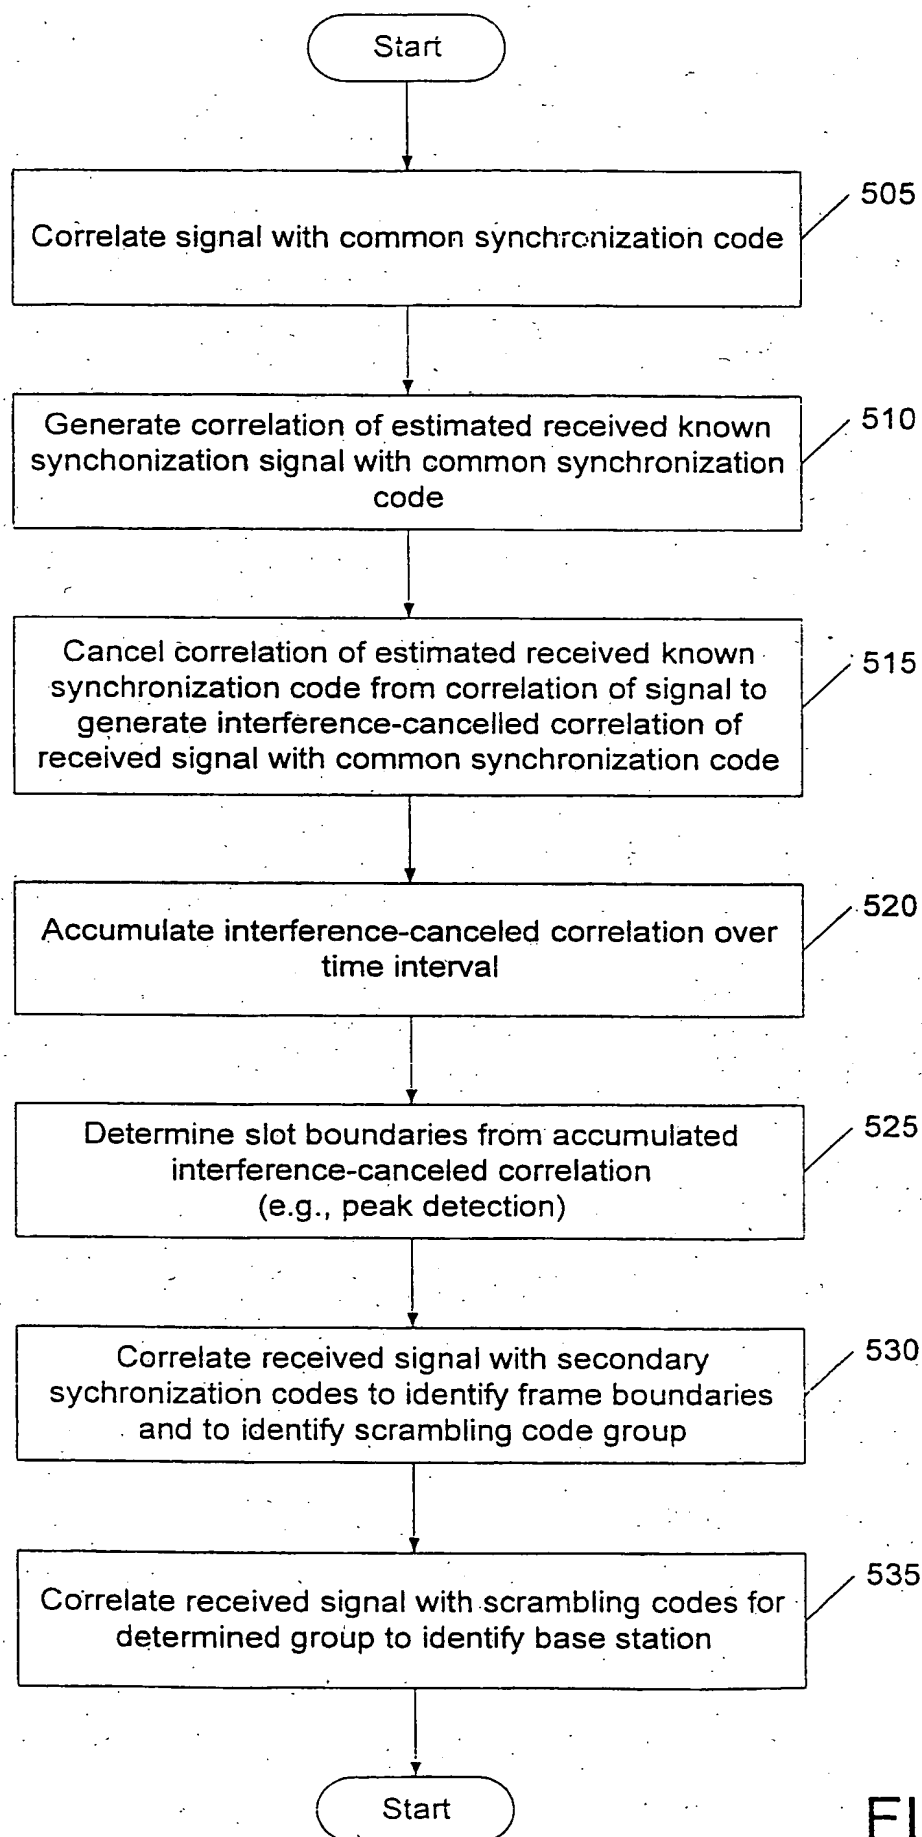 Start
505
Correlate signal with common synchronization code
510
Generate correlation of estimated received known
synchonization signal with common synchronization
code
515
Cancel correlation of estimated received known
synchronization code from correlation of signal to
generate interference-cancelled correlation of
received signal with common synchronization code
520
Accumulate interference-canceled correlation over
time interval
525
Determine slot boundaries from accumulated
interference-canceled correlation
(e.g., peak detection)
530
Correlate received signal with secondary
sychronization codes to identify frame boundaries
and to identify scrambling code group
535
Correlate received signal with scrambling codes for
determined group to identify base station
Start